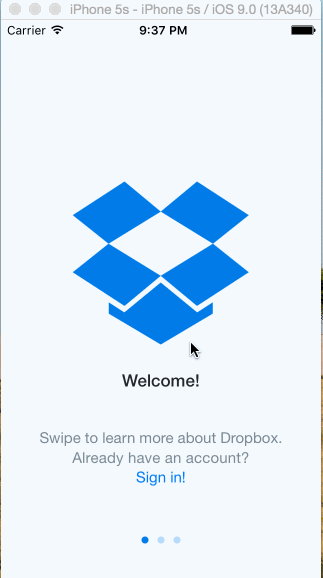 iPhone 5s - iPhone 5s / iOS 9.0 (13A340)
Carrier 9:37 PM
Welcome!
Swipe to learn more about Dropbox.
Already have an account?
Sign in!